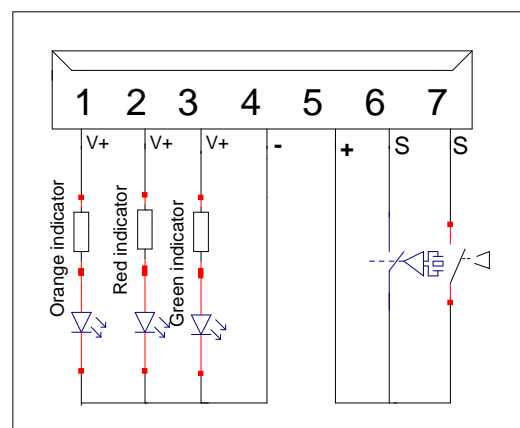 1 2 3 4 5 6 7
V+ V+ V+ - + S S
Orange indicator
Red indicator
Green indicator